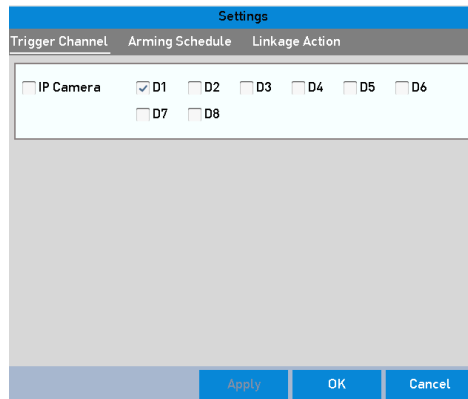 Settings
Trigger Channel Arming Schedule Linkage Action
IP Camera D1 D2 D3 D4 D5 D6
D7 D8
Apply OK Cancel